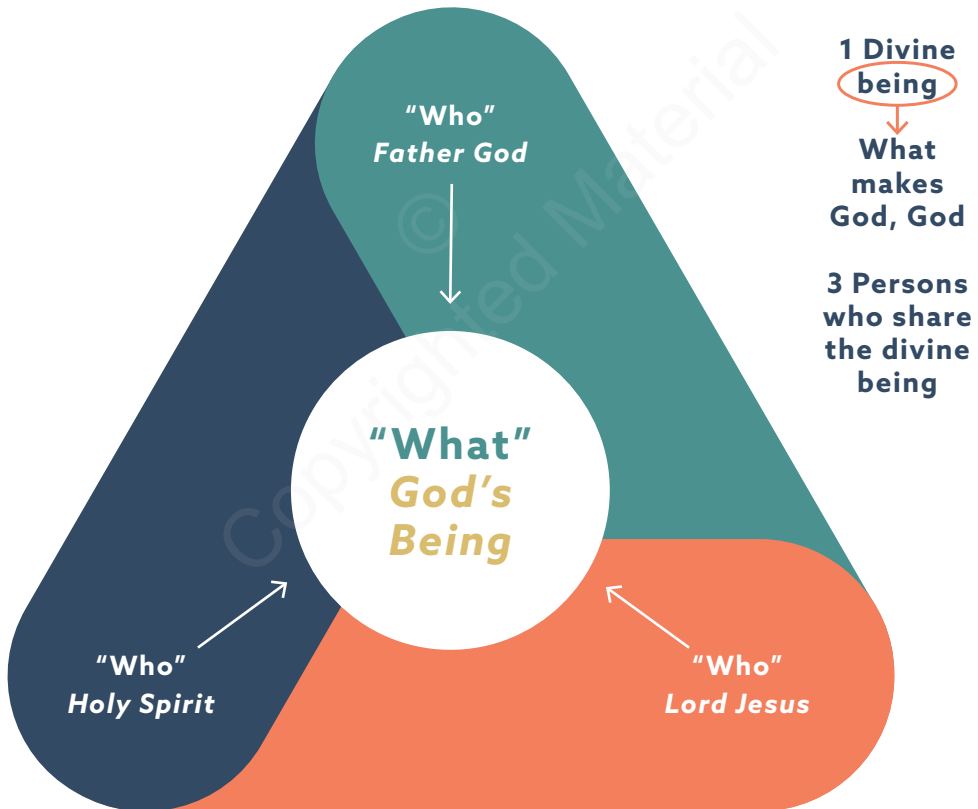 "Who"
Father God
"What"
God's
Being
"Who"
Holy Spirit
"Who"
Lord Jesus
1 Divine
being
What
makes
God, God
3 Persons
who share
the divine
being
© Copyrighted Material